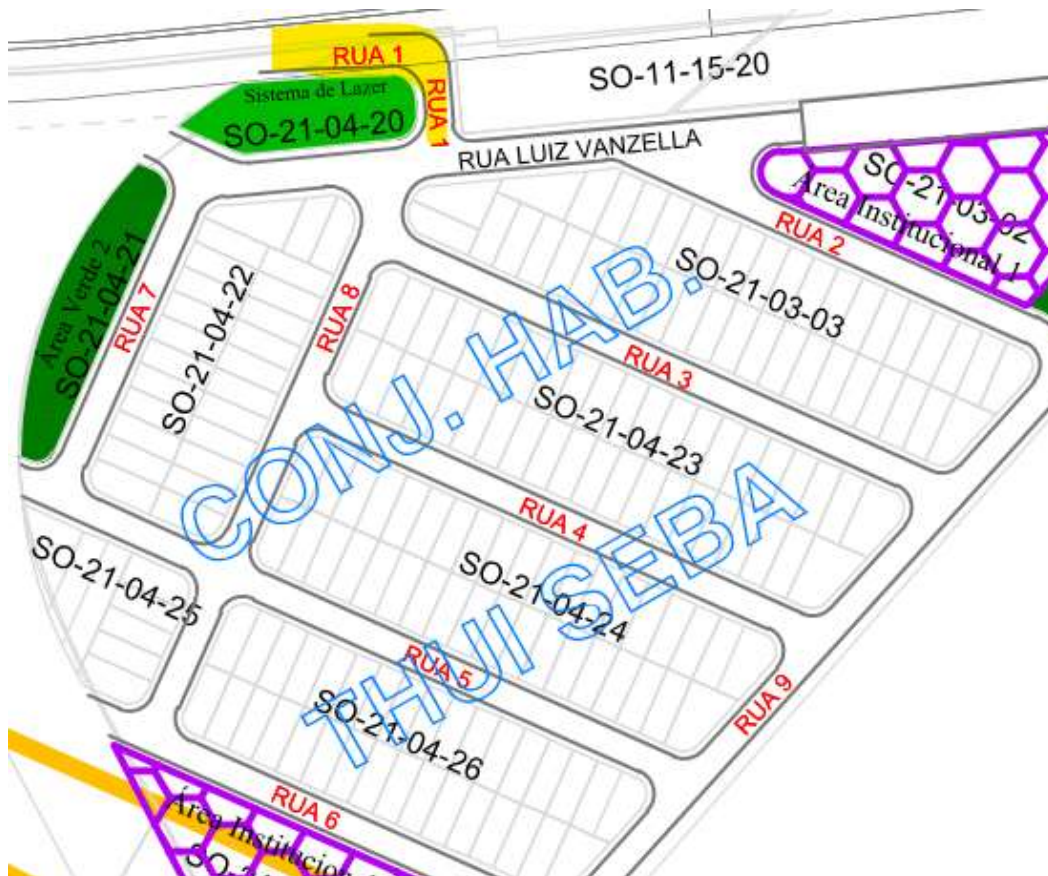 RUA 1
SO-11-15-20
Sistema de Lazer
SO-21-04-20
RUA 1
RUA LUIZ VANZELLA
SO-21-03-02
Área Institucional 1
RUA 2
Área Verde 2
SO-21-04-21
RUA 7
SO-21-04-22
RUA 8
SO-21-03-03
CONJ. HAB.
RUA 3
SO-21-04-23
RUA 4
THUI SEBA
SO-21-04-24
SO-21-04-25
RUA 5
RUA 9
SO-21-04-26
RUA 6
Área